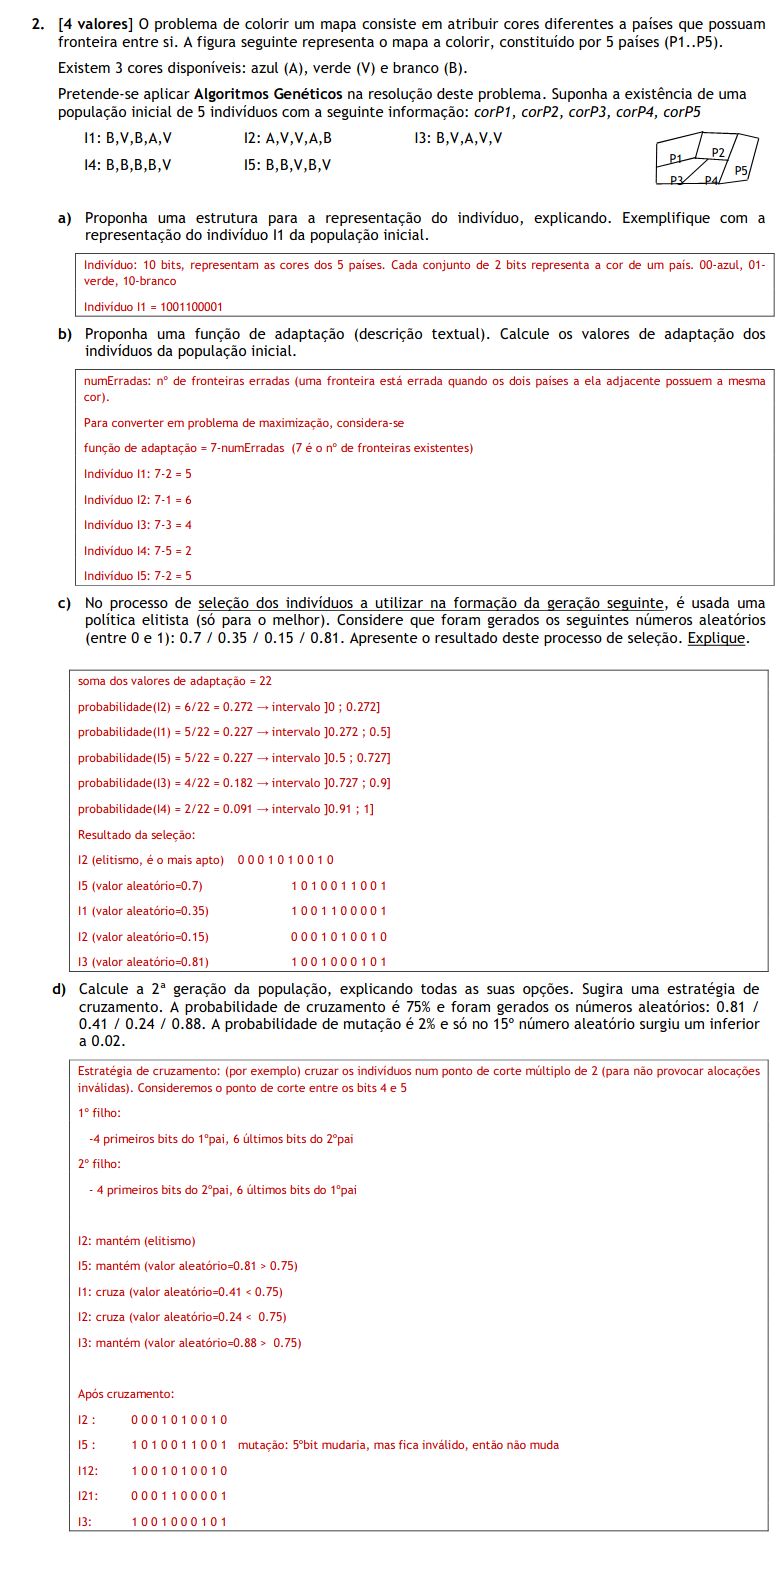 2. [4 valores] O problema de colorir um mapa consiste em atribuir cores diferentes a países que possuam
fronteira entre si. A figura seguinte representa o mapa a colorir, constituído por 5 países (P1..P5).
Existem 3 cores disponíveis: azul (A), verde (V) e branco (B).
Pretende-se aplicar Algoritmos Genéticos na resolução deste problema. Suponha a existência de uma
população inicial de 5 indivíduos com a seguinte informação: corP1, corP2, corP3, corP4, corP5
I1: B,V,B,A,V I2: A,V,V,A,B I3: B,V,A,V,V
I4: B,B,B,B,V I5: B,B,V,B,V
P1 P2
P3 P4 P5
a) Proponha uma estrutura para a representação do indivíduo, explicando. Exemplifique com a
representação do indivíduo I1 da população inicial.
Indivíduo: 10 bits, representam as cores dos 5 países. Cada conjunto de 2 bits representa a cor de um país. 00-azul, 01-
verde, 10-branco
Indivíduo I1 = 1001100001
b) Proponha uma função de adaptação (descrição textual). Calcule os valores de adaptação dos
indivíduos da população inicial.
numErradas: nº de fronteiras erradas (uma fronteira está errada quando os dois países a ela adjacente possuem a mesma
cor).
Para converter em problema de maximização, considera-se
função de adaptação = 7-numErradas (7 é o nº de fronteiras existentes)
Indivíduo I1: 7-2 = 5
Indivíduo I2: 7-1 = 6
Indivíduo I3: 7-3 = 4
Indivíduo I4: 7-5 = 2
Indivíduo I5: 7-2 = 5
c) No processo de seleção dos indivíduos a utilizar na formação da geração seguinte, é usada uma
política elitista (só para o melhor). Considere que foram gerados os seguintes números aleatórios
(entre 0 e 1): 0.7 / 0.35 / 0.15 / 0.81. Apresente o resultado deste processo de seleção. Explique.
soma dos valores de adaptação = 22
probabilidade(I2) = 6/22 = 0.272 → intervalo ]0 ; 0.272]
probabilidade(I1) = 5/22 = 0.227 → intervalo ]0.272 ; 0.5]
probabilidade(I5) = 5/22 = 0.227 → intervalo ]0.5 ; 0.727]
probabilidade(I3) = 4/22 = 0.182 → intervalo ]0.727 ; 0.9]
probabilidade(I4) = 2/22 = 0.091 → intervalo ]0.91 ; 1]
Resultado da seleção:
I2 (elitismo, é o mais apto) 0 0 0 1 0 1 0 0 1 0
I5 (valor aleatório=0.7) 1 0 1 0 0 1 1 0 0 1
I1 (valor aleatório=0.35) 1 0 0 1 1 0 0 0 0 1
I2 (valor aleatório=0.15) 0 0 0 1 0 1 0 0 1 0
I3 (valor aleatório=0.81) 1 0 0 1 0 0 0 1 0 1
d) Calcule a 2ª geração da população, explicando todas as suas opções. Sugira uma estratégia de
cruzamento. A probabilidade de cruzamento é 75% e foram gerados os números aleatórios: 0.81 /
0.41 / 0.24 / 0.88. A probabilidade de mutação é 2% e só no 15º número aleatório surgiu um inferior
a 0.02.
Estratégia de cruzamento: (por exemplo) cruzar os indivíduos num ponto de corte múltiplo de 2 (para não provocar alocações
inválidas). Consideremos o ponto de corte entre os bits 4 e 5
1º filho:
-4 primeiros bits do 1ºpai, 6 últimos bits do 2ºpai
2º filho:
- 4 primeiros bits do 2ºpai, 6 últimos bits do 1ºpai
I2: mantém (elitismo)
I5: mantém (valor aleatório=0.81 > 0.75)
I1: cruza (valor aleatório=0.41 < 0.75)
I2: cruza (valor aleatório=0.24 < 0.75)
I3: mantém (valor aleatório=0.88 > 0.75)
Após cruzamento:
I2 : 0 0 0 1 0 1 0 0 1 0
I5 : 1 0 1 0 0 1 1 0 0 1 mutação: 5ºbit mudaria, mas fica inválido, então não muda
I12: 1 0 0 1 0 1 0 0 1 0
I21: 0 0 0 1 1 0 0 0 0 1
I3: 1 0 0 1 0 0 0 1 0 1